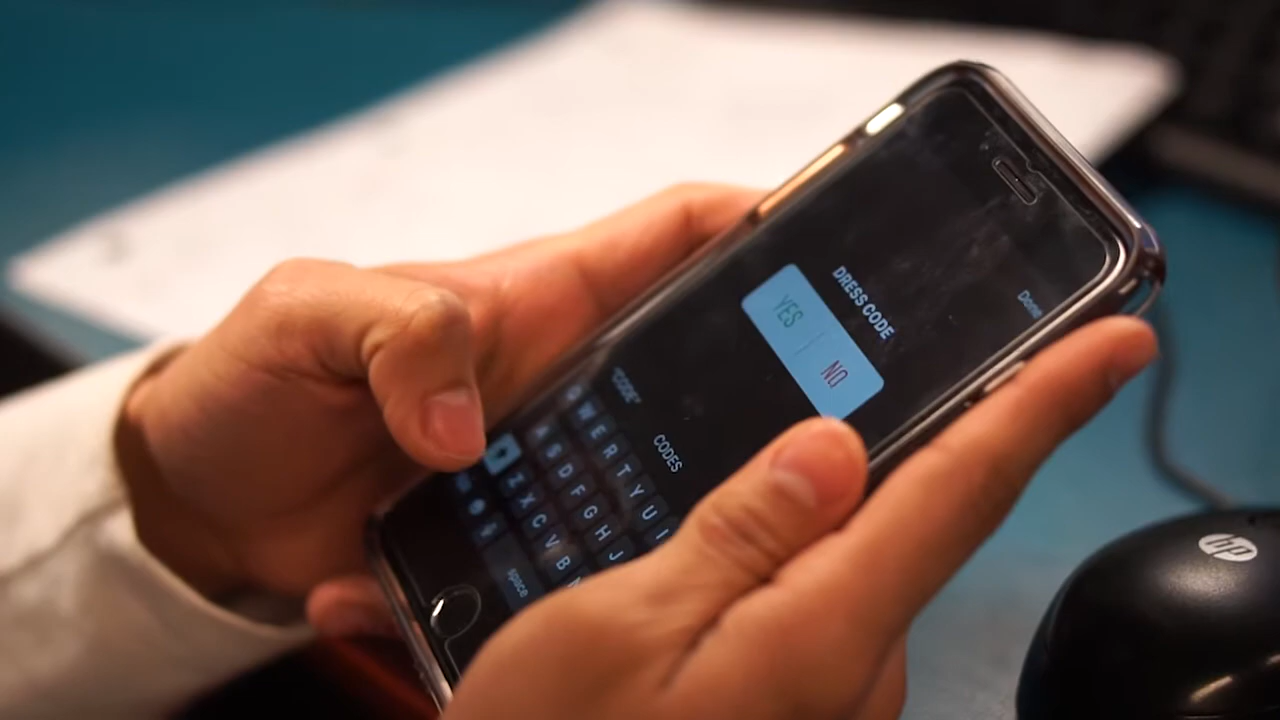 Done
DRESS CODE
YES | NO
"CODE" CODES
W E R T Y U I
S D F G H J
Z X C V B N
space
hp